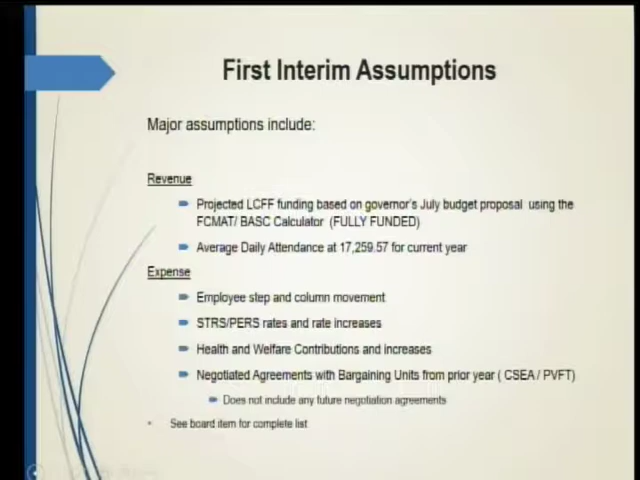 First Interim Assumptions
Major assumptions include:
Revenue
Projected LCFF funding based on governor's July budget proposal using the
FCMAT/ BASC Calculator (FULLY FUNDED)
Average Daily Attendance at 17,259.57 for current year
Expense
Employee step and column movement
STRS/PERS rates and rate increases
Health and Welfare Contributions and increases
Negotiated Agreements with Bargaining Units from prior year ( CSEA / PVFT)
Does not include any future negotiation agreements
See board item for complete list